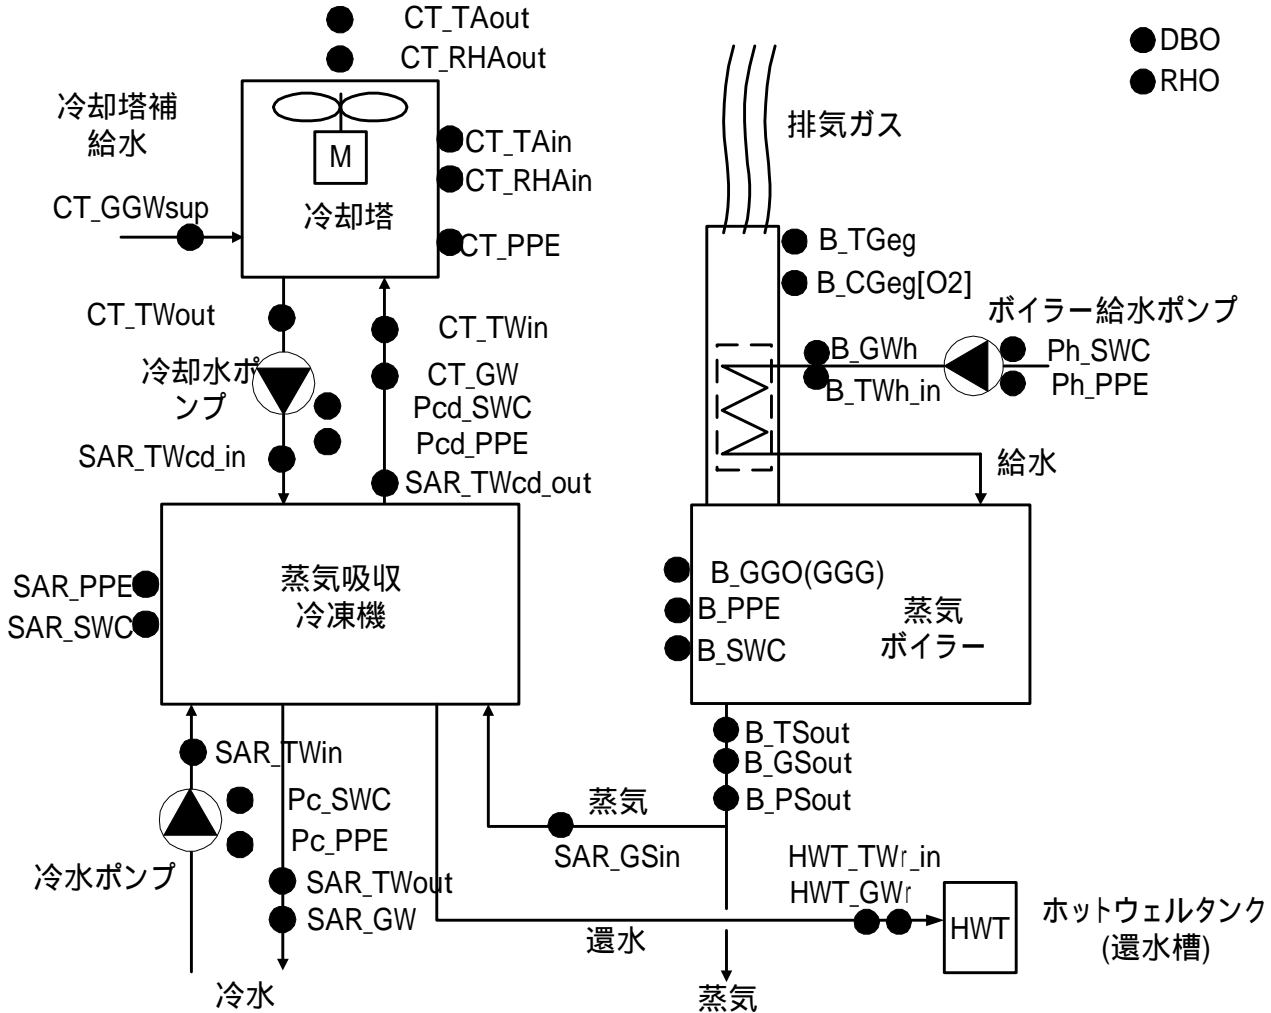 CT_TAout
CT_RHAout
DBO
RHO
冷却塔補
給水
M
CT_TAin
CT_RHAin
冷却塔
CT_GGWsup
CT_PPE
排気ガス
B_TGeg
B_CGeg[O2]
CT_TWout
CT_TWin
冷却水ポ
ンプ
CT_GW
Pcd_SWC
Pcd_PPE
SAR_TWcd_in
SAR_TWcd_out
ボイラー給水ポンプ
B_GWh
B_TWh_in
Ph_SWC
Ph_PPE
給水
SAR_PPE
SAR_SWC
蒸気吸収
冷凍機
B_GGO(GGG)
B_PPE
B_SWC
蒸気
ボイラー
SAR_TWin
Pc_SWC
Pc_PPE
冷水ポンプ
SAR_TWout
SAR_GW
冷水
B_TSout
B_GSout
B_PSout
蒸気
SAR_GSin
HWT_TWr_in
HWT_GWr
還水
HWT
ホットウェルタンク
(還水槽)
蒸気